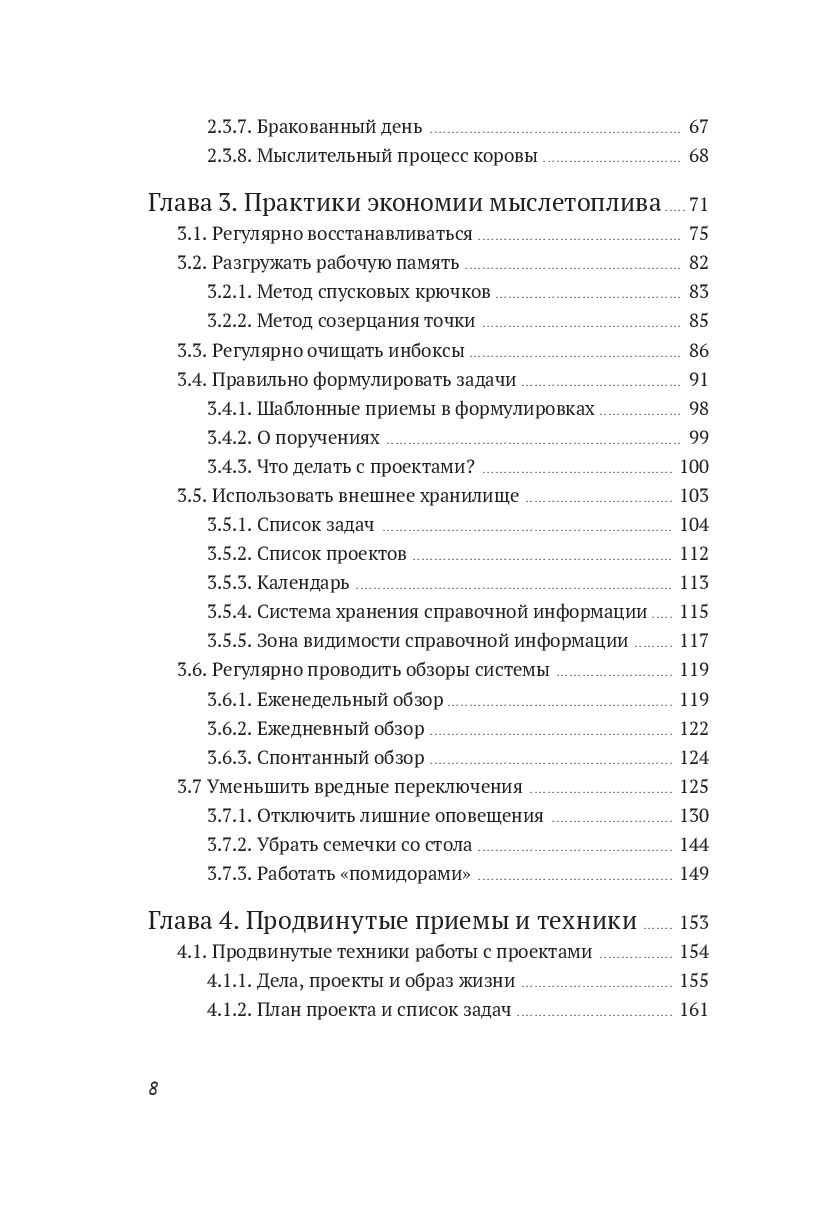 2.3.7. Бракованный день ........ 67
2.3.8. Мыслительный процесс коровы ........ 68
Глава 3. Практики экономии мыслетоплива ..... 71
3.1. Регулярно восстанавливаться ........ 75
3.2. Разгружать рабочую память ........ 82
3.2.1. Метод спусковых крючков ........ 83
3.2.2. Метод созерцания точки ........ 85
3.3. Регулярно очищать инбоксы ........ 86
3.4. Правильно формулировать задачи ........ 91
3.4.1. Шаблонные приемы в формулировках ........ 98
3.4.2. О поручениях ........ 99
3.4.3. Что делать с проектами? ........ 100
3.5. Использовать внешнее хранилище ........ 103
3.5.1. Список задач ........ 104
3.5.2. Список проектов ........ 112
3.5.3. Календарь ........ 113
3.5.4. Система хранения справочной информации ..... 115
3.5.5. Зона видимости справочной информации ......... 117
3.6. Регулярно проводить обзоры системы ........ 119
3.6.1. Еженедельный обзор ........ 119
3.6.2. Ежедневный обзор ........ 122
3.6.3. Спонтанный обзор ........ 124
3.7 Уменьшить вредные переключения ........ 125
3.7.1. Отключить лишние оповещения ........ 130
3.7.2. Убрать семечки со стола ........ 144
3.7.3. Работать «помидорами» ........ 149
Глава 4. Продвинутые приемы и техники ...... 153
4.1. Продвинутые техники работы с проектами ........ 154
4.1.1. Дела, проекты и образ жизни ........ 155
4.1.2. План проекта и список задач ........ 161
8